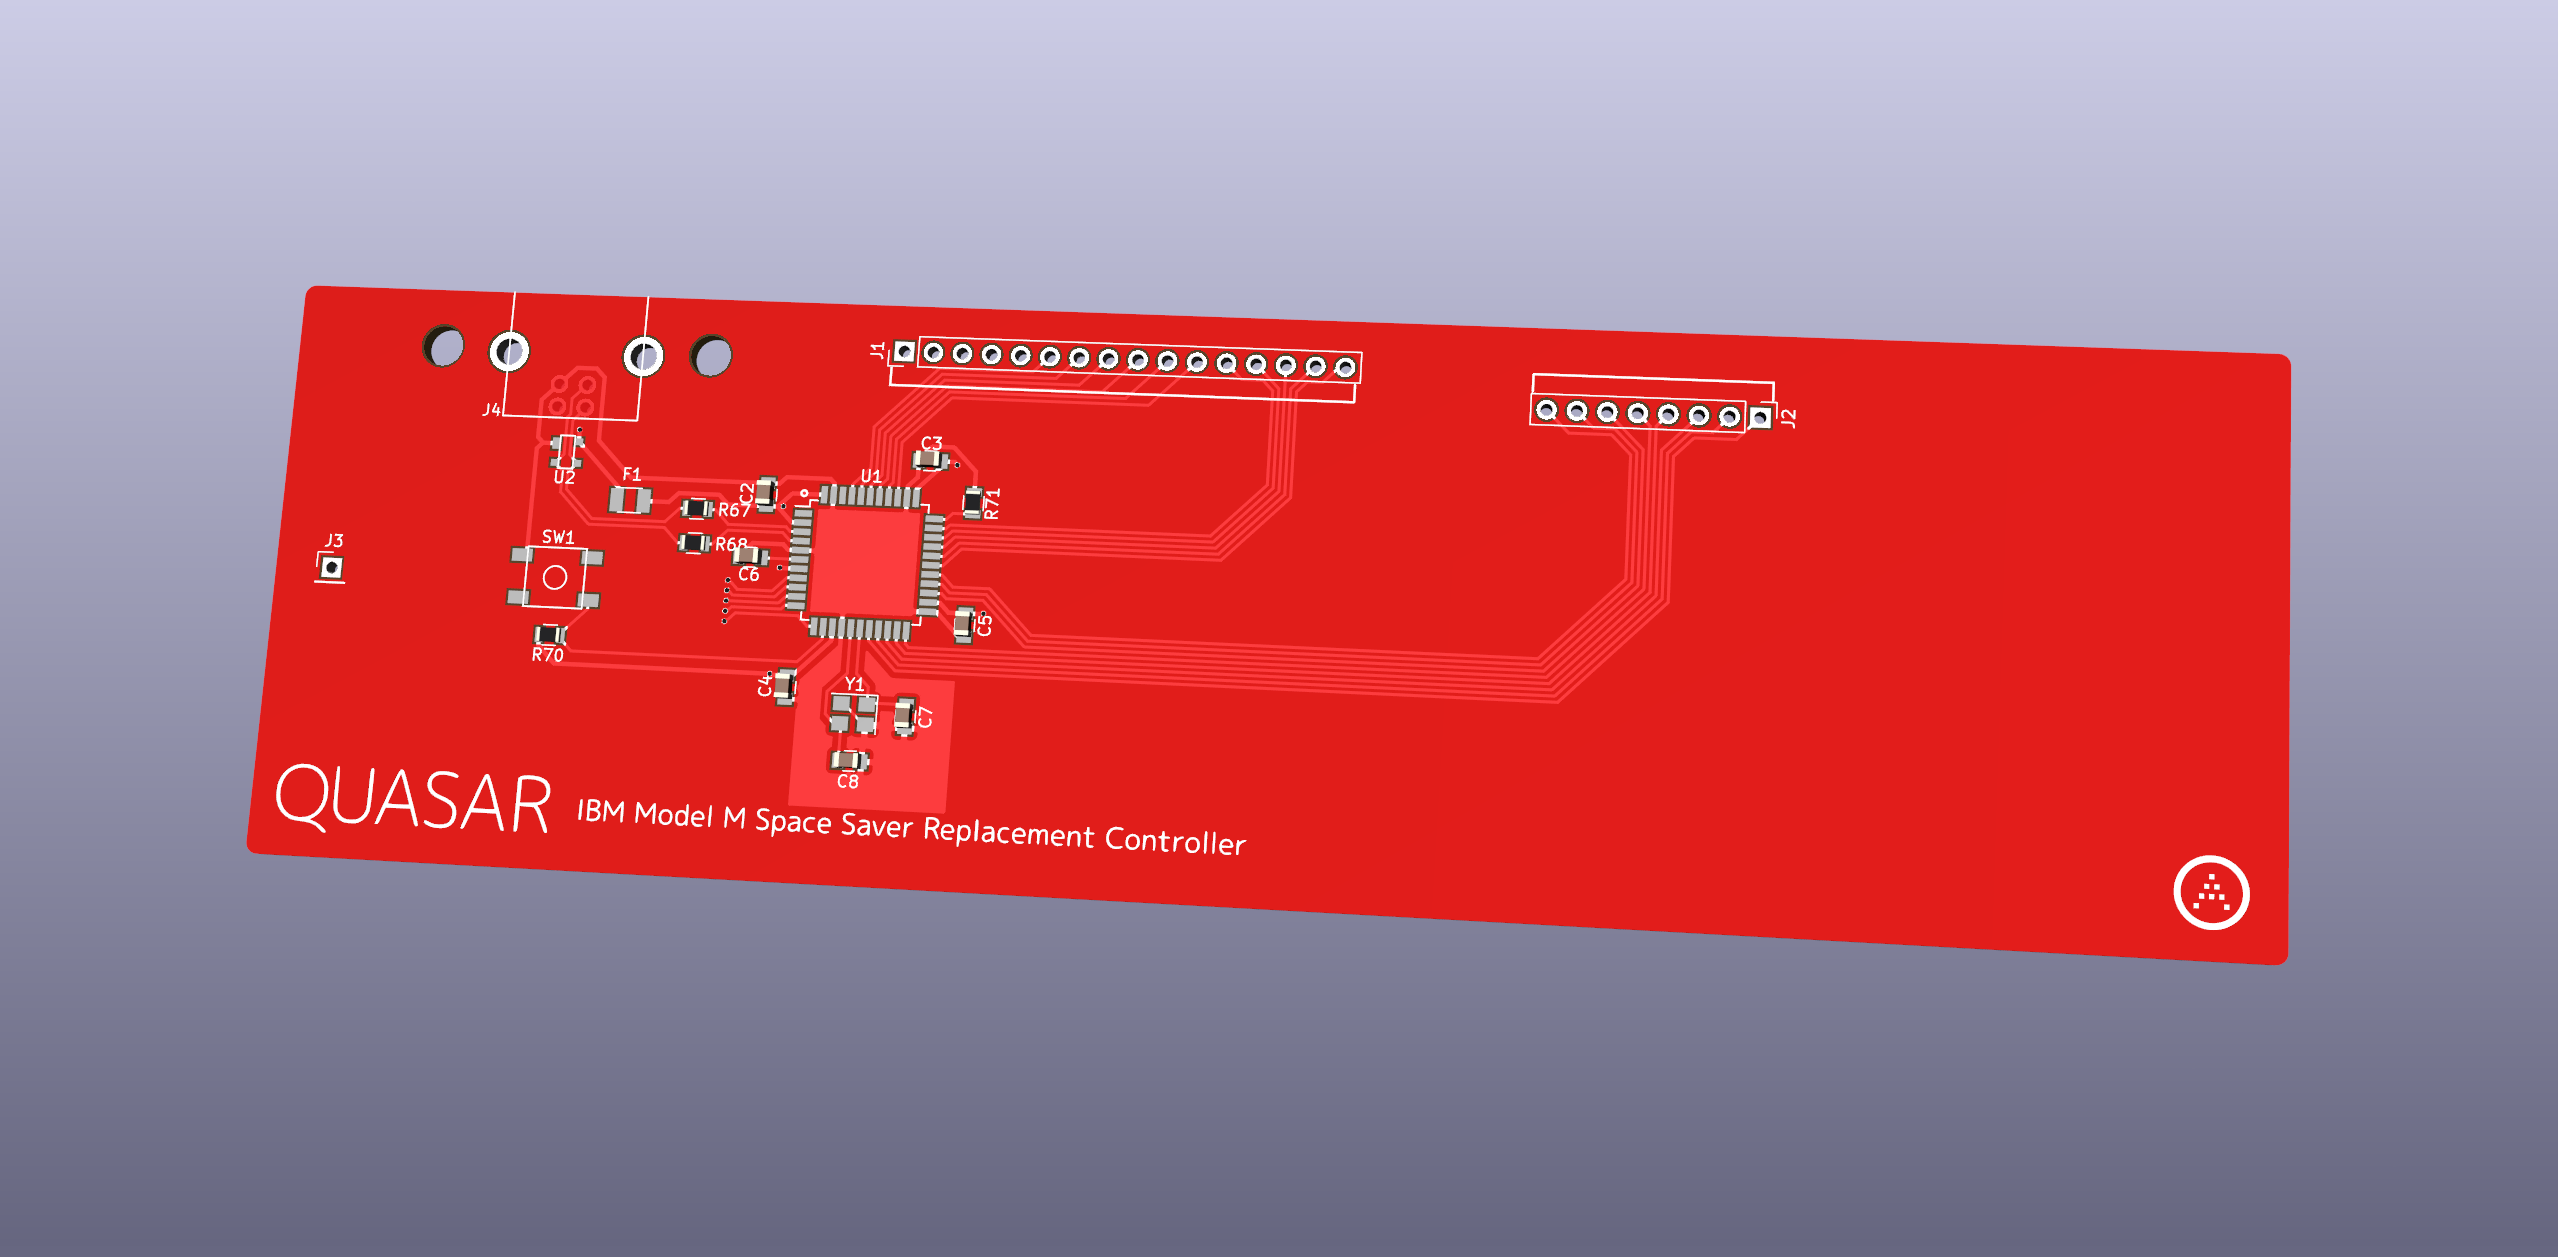 J1
J2
J4
C3
U1
U2
F1
C2
R67
R71
R68
J3
SW1
C6
C5
R70
C4
Y1
C7
C8
QUASAR
IBM Model M Space Saver Replacement Controller